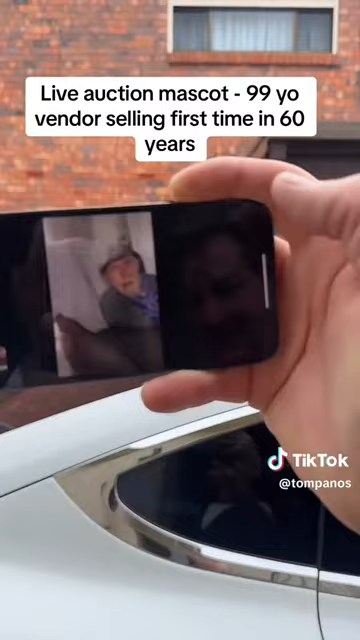 Live auction mascot - 99 yo
vendor selling first time in 60
years
TikTok
@tompanos